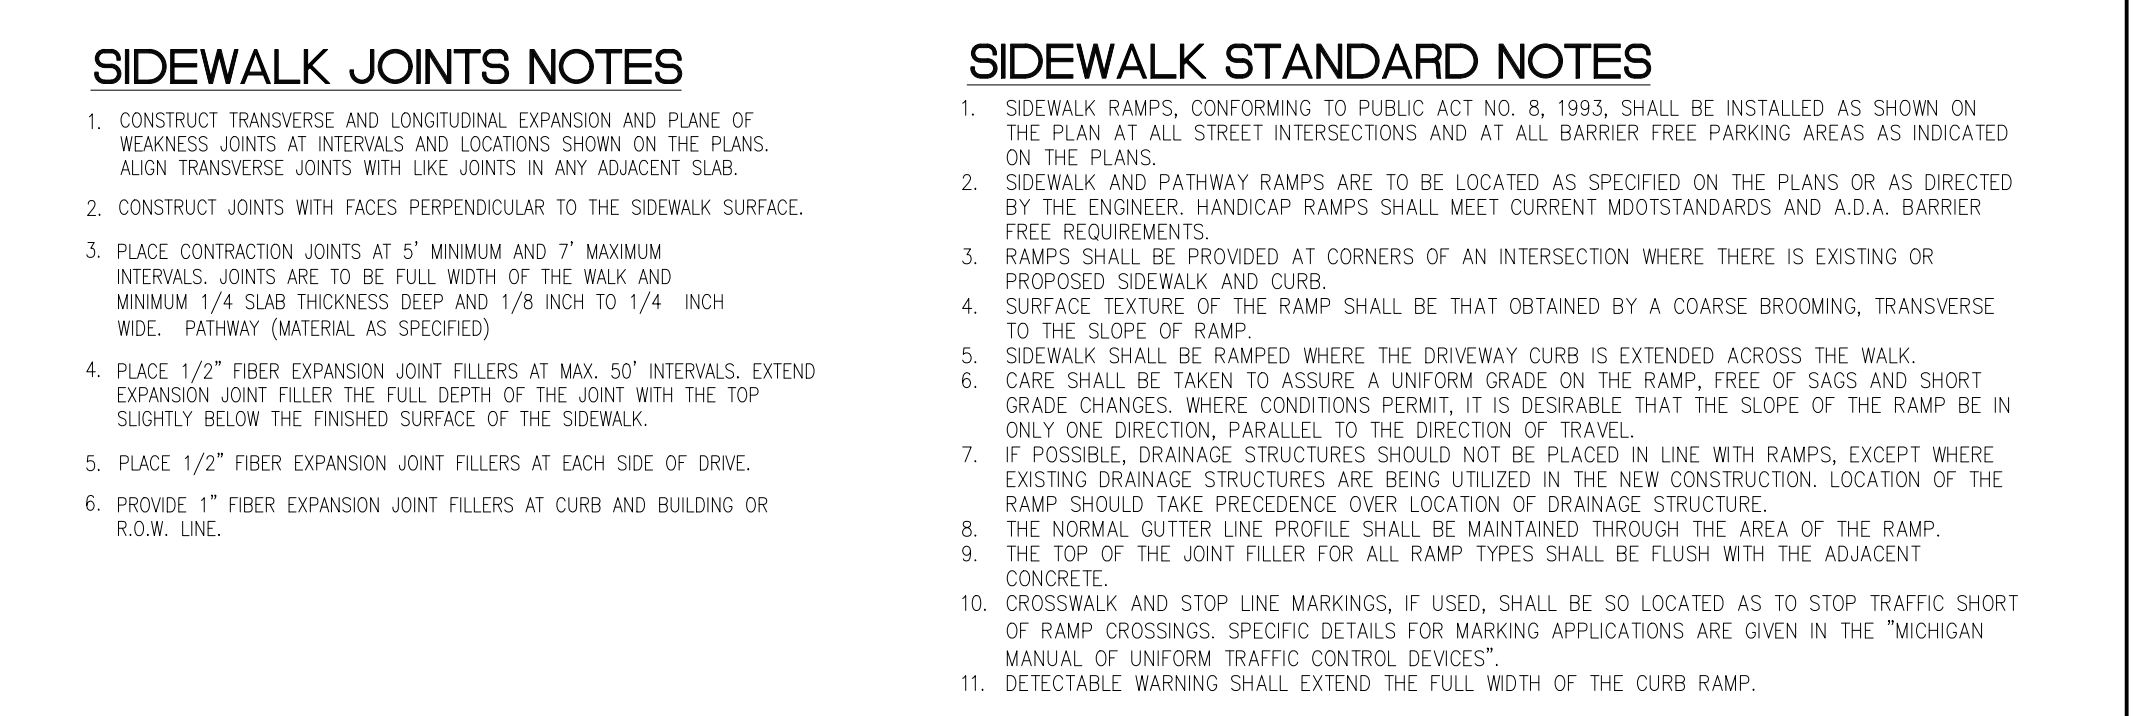 SIDEWALK JOINTS NOTES
1. CONSTRUCT TRANSVERSE AND LONGITUDINAL EXPANSION AND PLANE OF
WEAKNESS JOINTS AT INTERVALS AND LOCATIONS SHOWN ON THE PLANS.
ALIGN TRANSVERSE JOINTS WITH LIKE JOINTS IN ANY ADJACENT SLAB.
2. CONSTRUCT JOINTS WITH FACES PERPENDICULAR TO THE SIDEWALK SURFACE.
3. PLACE CONTRACTION JOINTS AT 5' MINIMUM AND 7' MAXIMUM
INTERVALS. JOINTS ARE TO BE FULL WIDTH OF THE WALK AND
MINIMUM 1/4 SLAB THICKNESS DEEP AND 1/8 INCH TO 1/4 INCH
WIDE. PATHWAY (MATERIAL AS SPECIFIED)
4. PLACE 1/2" FIBER EXPANSION JOINT FILLERS AT MAX. 50' INTERVALS. EXTEND
EXPANSION JOINT FILLER THE FULL DEPTH OF THE JOINT WITH THE TOP
SLIGHTLY BELOW THE FINISHED SURFACE OF THE SIDEWALK.
5. PLACE 1/2" FIBER EXPANSION JOINT FILLERS AT EACH SIDE OF DRIVE.
6. PROVIDE 1" FIBER EXPANSION JOINT FILLERS AT CURB AND BUILDING OR
R.O.W. LINE.
SIDEWALK STANDARD NOTES
1. SIDEWALK RAMPS, CONFORMING TO PUBLIC ACT NO. 8, 1993, SHALL BE INSTALLED AS SHOWN ON
THE PLAN AT ALL STREET INTERSECTIONS AND AT ALL BARRIER FREE PARKING AREAS AS INDICATED
ON THE PLANS.
2. SIDEWALK AND PATHWAY RAMPS ARE TO BE LOCATED AS SPECIFIED ON THE PLANS OR AS DIRECTED
BY THE ENGINEER. HANDICAP RAMPS SHALL MEET CURRENT MDOTSTANDARDS AND A.D.A. BARRIER
FREE REQUIREMENTS.
3. RAMPS SHALL BE PROVIDED AT CORNERS OF AN INTERSECTION WHERE THERE IS EXISTING OR
PROPOSED SIDEWALK AND CURB.
4. SURFACE TEXTURE OF THE RAMP SHALL BE THAT OBTAINED BY A COARSE BROOMING, TRANSVERSE
TO THE SLOPE OF RAMP.
5. SIDEWALK SHALL BE RAMPED WHERE THE DRIVEWAY CURB IS EXTENDED ACROSS THE WALK.
6. CARE SHALL BE TAKEN TO ASSURE A UNIFORM GRADE ON THE RAMP, FREE OF SAGS AND SHORT
GRADE CHANGES. WHERE CONDITIONS PERMIT, IT IS DESIRABLE THAT THE SLOPE OF THE RAMP BE IN
ONLY ONE DIRECTION, PARALLEL TO THE DIRECTION OF TRAVEL.
7. IF POSSIBLE, DRAINAGE STRUCTURES SHOULD NOT BE PLACED IN LINE WITH RAMPS, EXCEPT WHERE
EXISTING DRAINAGE STRUCTURES ARE BEING UTILIZED IN THE NEW CONSTRUCTION. LOCATION OF THE
RAMP SHOULD TAKE PRECEDENCE OVER LOCATION OF DRAINAGE STRUCTURE.
8. THE NORMAL GUTTER LINE PROFILE SHALL BE MAINTAINED THROUGH THE AREA OF THE RAMP.
9. THE TOP OF THE JOINT FILLER FOR ALL RAMP TYPES SHALL BE FLUSH WITH THE ADJACENT
CONCRETE.
10. CROSSWALK AND STOP LINE MARKINGS, IF USED, SHALL BE SO LOCATED AS TO STOP TRAFFIC SHORT
OF RAMP CROSSINGS. SPECIFIC DETAILS FOR MARKING APPLICATIONS ARE GIVEN IN THE "MICHIGAN
MANUAL OF UNIFORM TRAFFIC CONTROL DEVICES".
11. DETECTABLE WARNING SHALL EXTEND THE FULL WIDTH OF THE CURB RAMP.